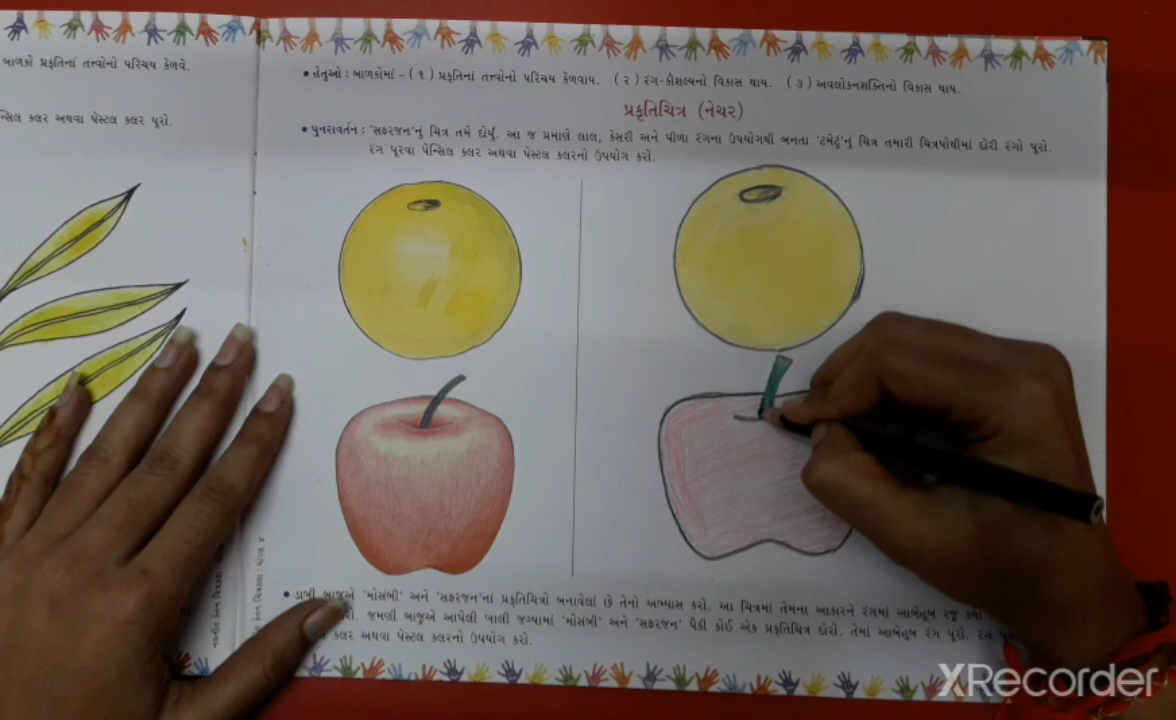 બાળકો પ્રકૃતિનાં તત્ત્વોનો પરિચય કેળવે.
ન્સિલ કલર અથવા પેસ્ટલ કલર પૂરો.
• હેતુઓ : બાળકોમાં – ( ૧ ) પ્રકૃતિનાં તત્ત્વોનો પરિચય કેળવાય. ( ૨ ) રંગ-કૌશલ્યનો વિકાસ થાય. ( ૩ ) અવલોકનશક્તિનો વિકાસ થાય.
પ્રકૃતિચિત્ર (નેચર)
• પુનરાવર્તન : 'સફરજન'નું ચિત્ર તમે દોર્યું. આ જ પ્રમાણે લાલ, કેસરી અને પીળા રંગના ઉપયોગથી બનતા 'ટમેટું'નું ચિત્ર તમારી ચિત્રપોથીમાં દોરી રંગો પૂરો.
રંગ પૂરવા પેન્સિલ કલર અથવા પેસ્ટલ કલરનો ઉપયોગ કરો.
• ડાબી બાજુએ 'મોસંબી' અને 'સફરજન'નાં પ્રકૃતિચિત્રો બનાવેલાં છે તેનો અભ્યાસ કરો. આ ચિત્રમાં તેમના આકારને રંગમાં આબેહૂબ રજૂ કર્યા
જમણી બાજુએ આપેલી ખાલી જગ્યામાં 'મોસંબી' અને 'સફરજન' પૈકી કોઈ એક પ્રકૃતિચિત્ર દોરો. તેમાં આબેહૂબ રંગ પૂરો. રંગ
કલર અથવા પેસ્ટલ કલરનો ઉપયોગ કરો.
XRecorder